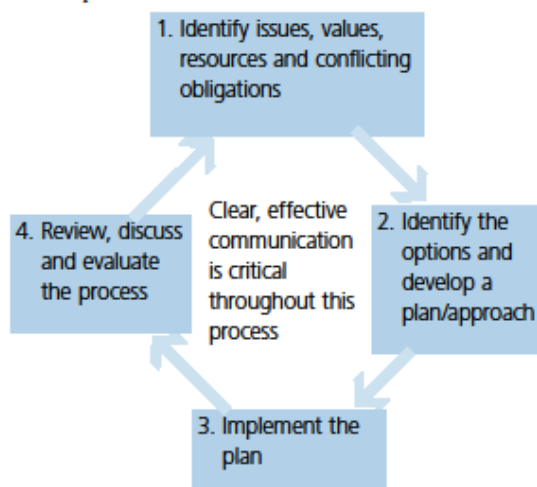 1. Identify issues, values,
resources and conflicting
obligations
2. Identify the
options and
develop a
plan/approach
3. Implement the
plan
4. Review, discuss
and evaluate
the process
Clear, effective
communication
is critical
throughout this
process